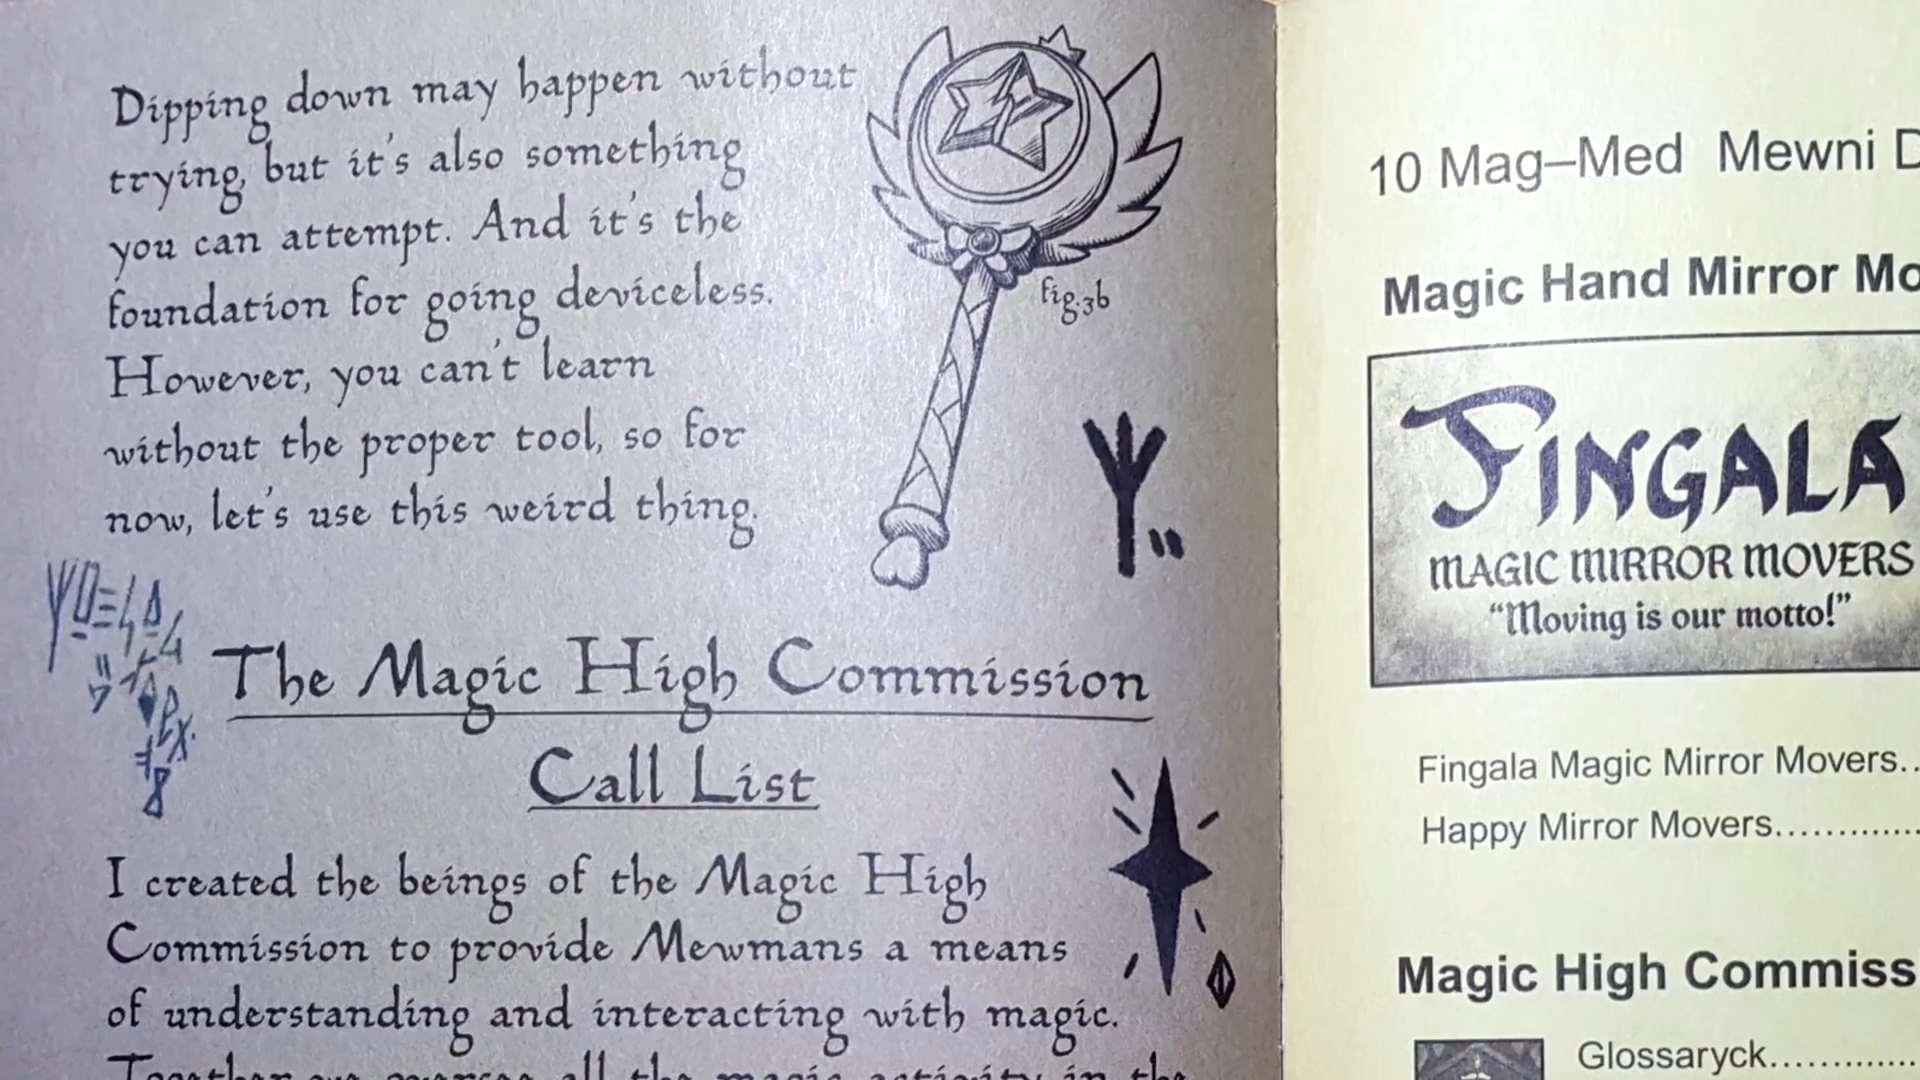 Dipping down may happen without
trying, but it's also something
you can attempt. And it's the
foundation for going deviceless.
However, you can't learn
without the proper tool, so for
now, let's use this weird thing.
fig.3b
The Magic High Commission
Call List
I created the beings of the Magic High
Commission to provide Mewmans a means
of understanding and interacting with magic.
10 Mag–Med Mewni
Magic Hand Mirror
FINGALA
MAGIC MIRROR MOVERS
“Moving is our motto!”
Fingala Magic Mirror Movers..
Happy Mirror Movers..............
Magic High Commiss
Glossaryck..............